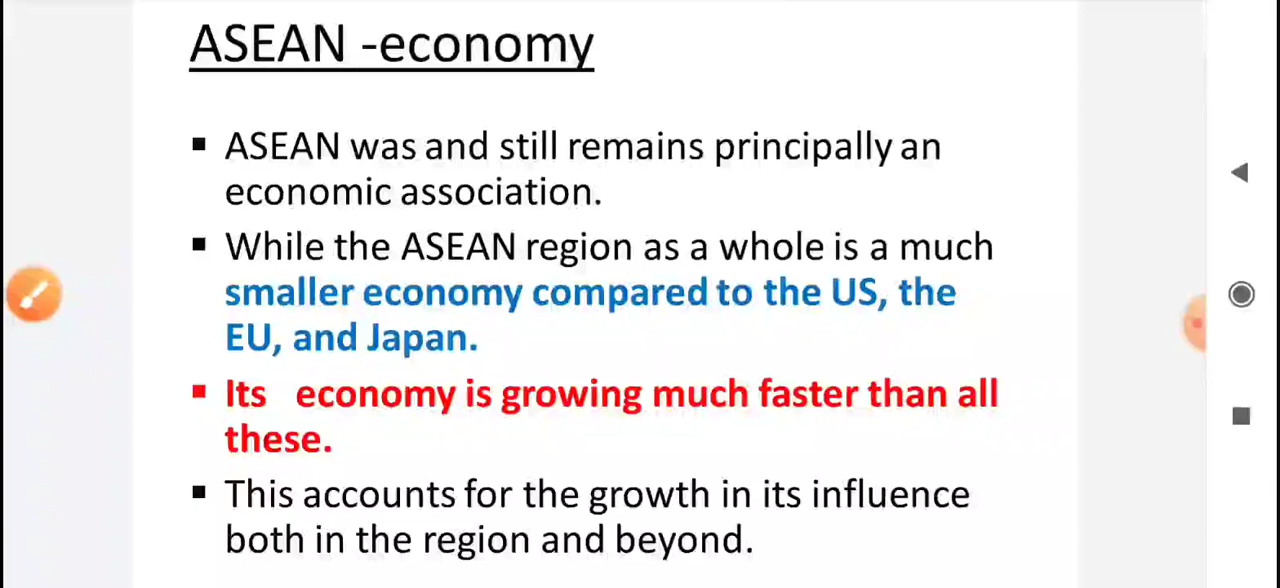 ASEAN -economy
▪ ASEAN was and still remains principally an
economic association.
▪ While the ASEAN region as a whole is a much
smaller economy compared to the US, the
EU, and Japan.
▪ Its economy is growing much faster than all
these.
▪ This accounts for the growth in its influence
both in the region and beyond.